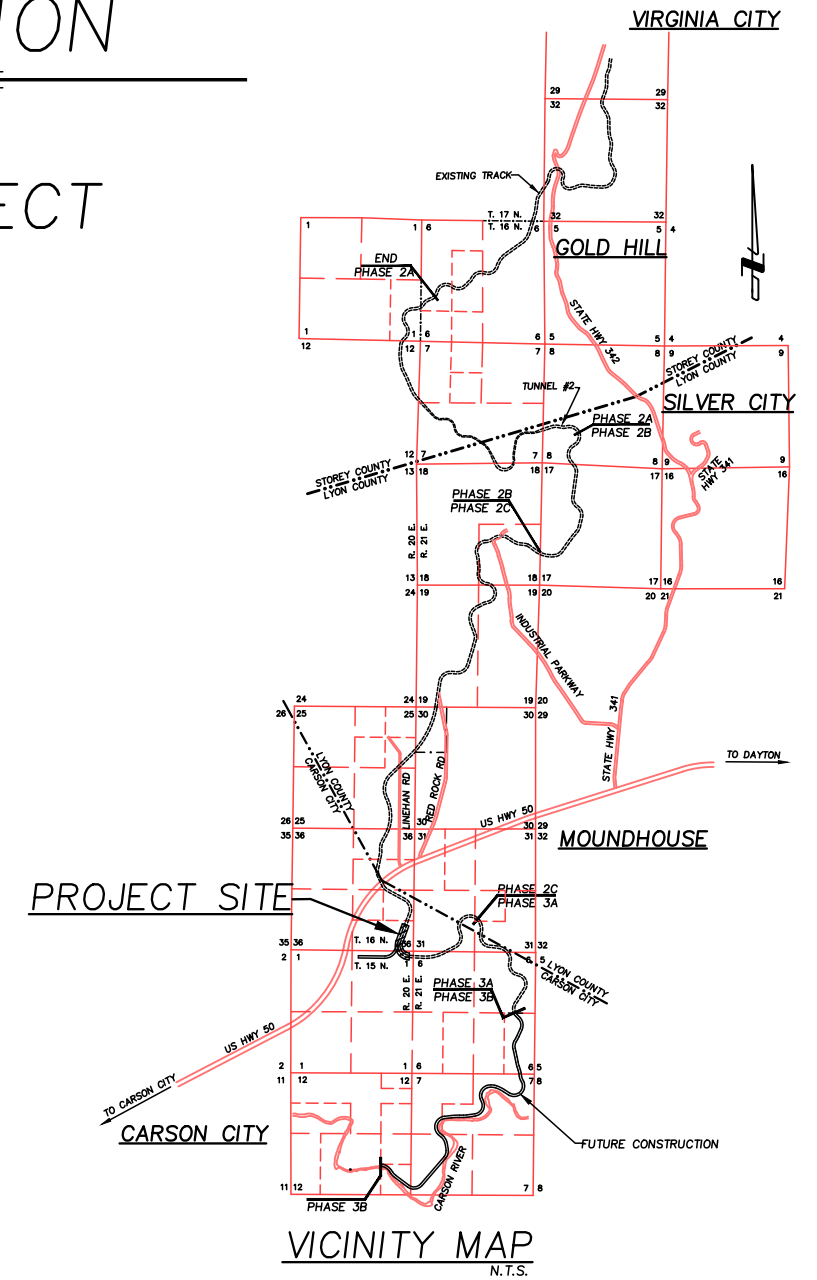 ION
VIRGINIA CITY
E
29
29
32
32
ECT
EXISTING TRACK
T. 17 N.
T. 16 N.
1
1
6
6
32
5
32
5
4
GOLD HILL
END
PHASE 2A
STATE HWY 342
1
12
1
6
12
7
6
5
7
8
5
4
8
9
4
9
STOREY COUNTY
LYON COUNTY
TUNNEL #2
SILVER CITY
PHASE 2A
PHASE 2B
12
7
13
18
7
8
18
17
8
9
17
16
9
16
STATE
HWY 341
STOREY COUNTY
LYON COUNTY
PHASE 2B
PHASE 2C
R. 20 E.
R. 21 E.
13
18
24
19
18
17
19
20
17
16
20
21
16
21
INDUSTRIAL PARKWAY
24
26
25
24
19
25
30
19
20
30
29
STATE HWY 341
TO DAYTON
LYON COUNTY
CARSON CITY
LINEHAN RD
RED ROCK RD
US HWY 50
26
25
35
36
30
36
31
30
29
31
32
MOUNDHOUSE
PROJECT SITE
PHASE 2C
PHASE 3A
35
36
2
1
T. 16 N.
T. 15 N.
36
31
1
6
31
32
6
5
LYON COUNTY
CARSON CITY
R. 20 E.
R. 21 E.
PHASE 3A
PHASE 3B
US HWY 50
2
1
11
12
1
6
12
7
6
5
7
8
TO CARSON CITY
CARSON CITY
FUTURE CONSTRUCTION
CARSON RIVER
11
12
7
8
PHASE 3B
VICINITY MAP
N.T.S.